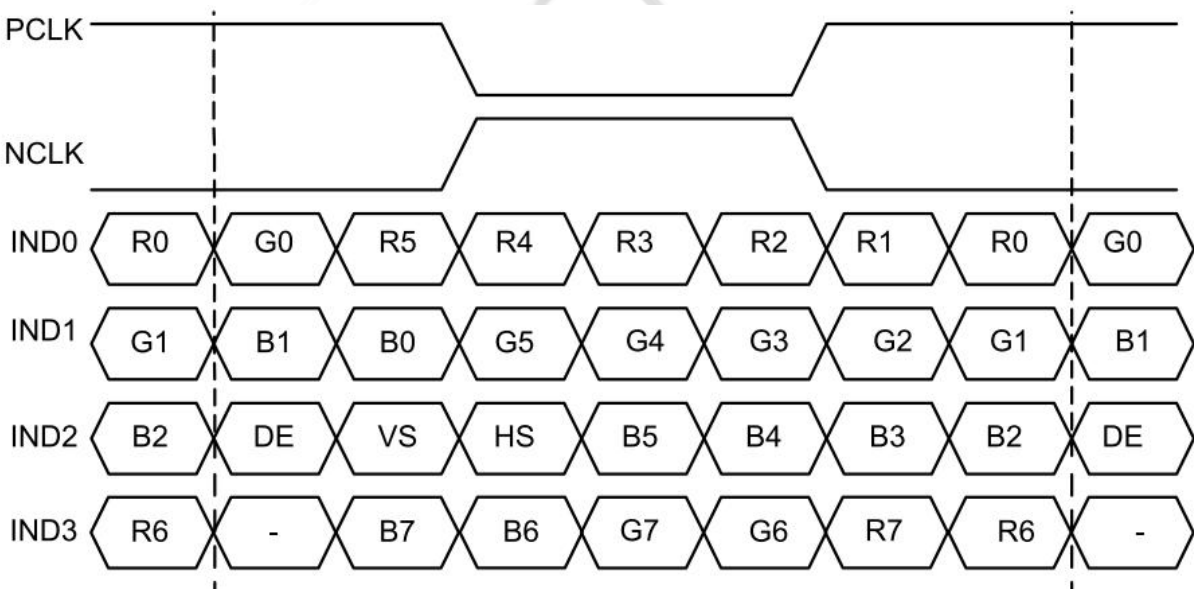 PCLK
NCLK
IND0 R0 G0 R5 R4 R3 R2 R1 R0 G0
IND1 G1 B1 B0 G5 G4 G3 G2 G1 B1
IND2 B2 DE VS HS B5 B4 B3 B2 DE
IND3 R6 - B7 B6 G7 G6 R7 R6 -